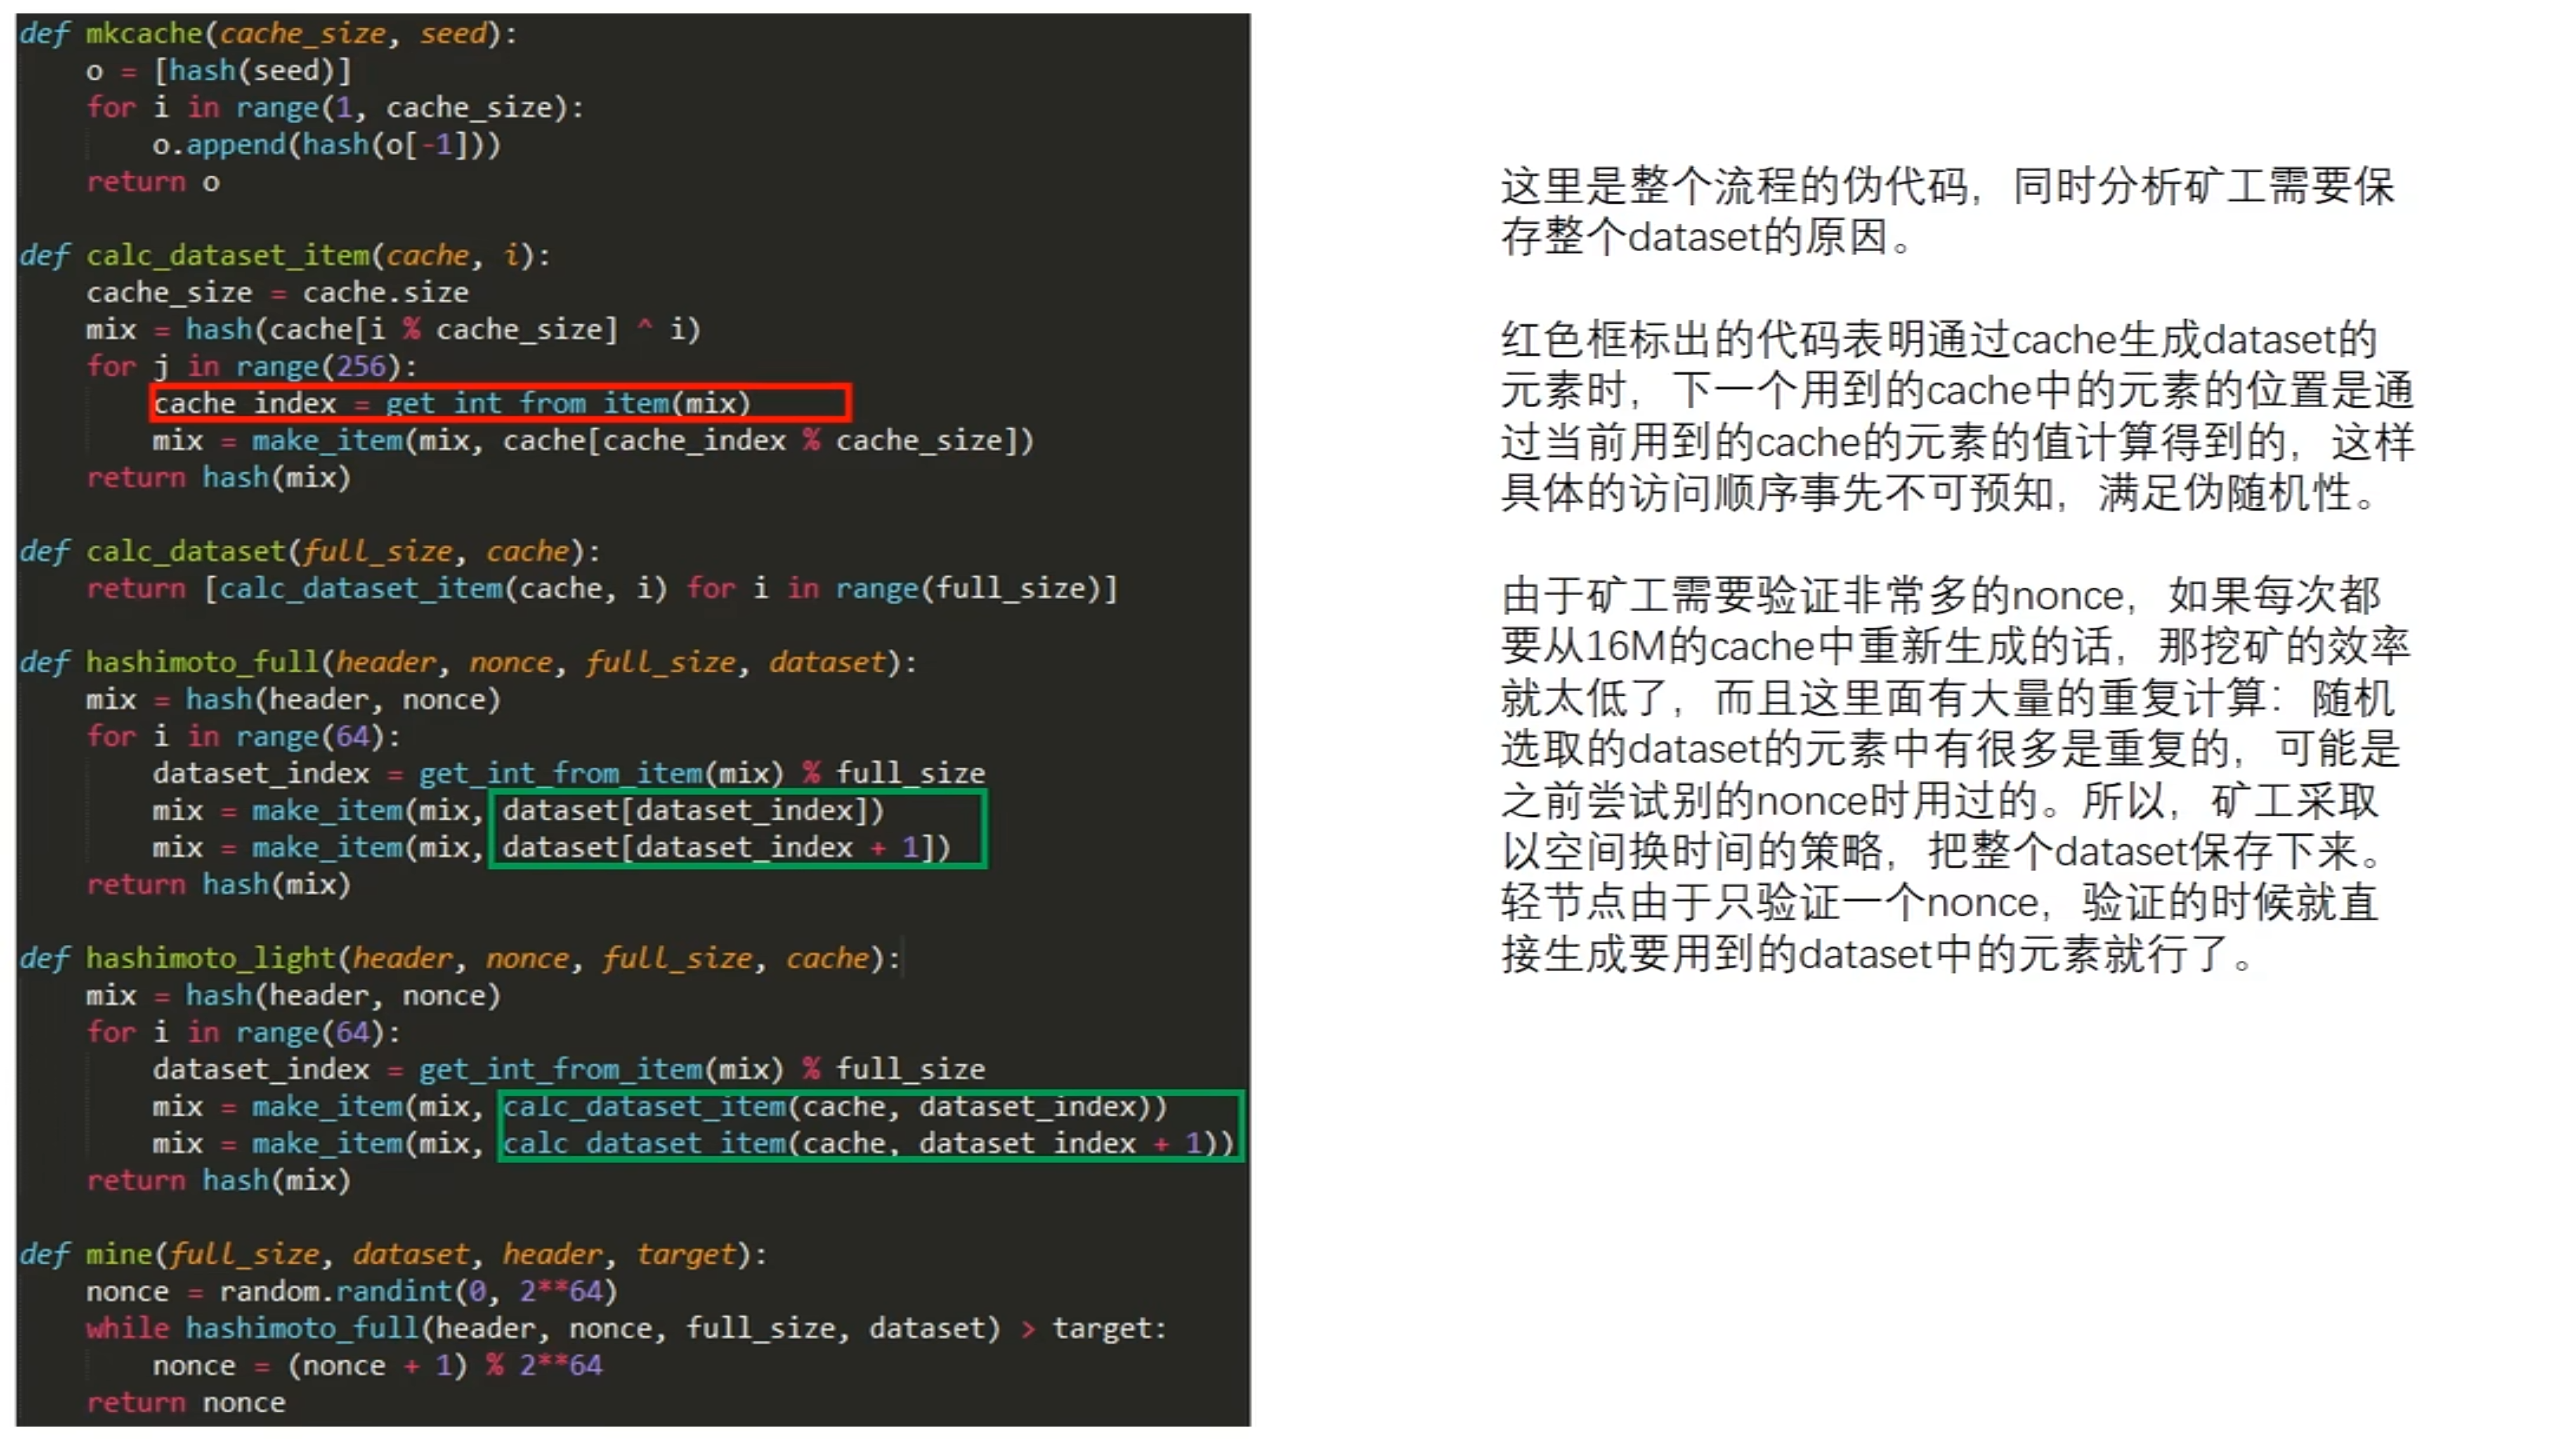 def mkcache(cache_size, seed):
    o = [hash(seed)]
    for i in range(1, cache_size):
        o.append(hash(o[-1]))
    return o
def calc_dataset_item(cache, i):
    cache_size = cache.size
    mix = hash(cache[i % cache_size] ^ i)
    for j in range(256):
        cache_index = get_int_from_item(mix)
        mix = make_item(mix, cache[cache_index % cache_size])
    return hash(mix)
def calc_dataset(full_size, cache):
    return [calc_dataset_item(cache, i) for i in range(full_size)]
def hashimoto_full(header, nonce, full_size, dataset):
    mix = hash(header, nonce)
    for i in range(64):
        dataset_index = get_int_from_item(mix) % full_size
        mix = make_item(mix, dataset[dataset_index])
        mix = make_item(mix, dataset[dataset_index + 1])
    return hash(mix)
def hashimoto_light(header, nonce, full_size, cache):
    mix = hash(header, nonce)
    for i in range(64):
        dataset_index = get_int_from_item(mix) % full_size
        mix = make_item(mix, calc_dataset_item(cache, dataset_index))
        mix = make_item(mix, calc_dataset_item(cache, dataset_index + 1))
    return hash(mix)
def mine(full_size, dataset, header, target):
    nonce = random.randint(0, 2**64)
    while hashimoto_full(header, nonce, full_size, dataset) > target:
        nonce = (nonce + 1) % 2**64
    return nonce
这里是整个流程的伪代码，同时分析矿工需要保
存整个dataset的原因。
红色框标出的代码表明通过cache生成dataset的
元素时，下一个用到的cache中的元素的位置是通
过当前用到的cache的元素的值计算得到的，这样
具体的访问顺序事先不可预知，满足伪随机性。
由于矿工需要验证非常多的nonce，如果每次都
要从16M的cache中重新生成的话，那挖矿的效率
就太低了，而且这里面有大量的重复计算：随机
选取的dataset的元素中有很多是重复的，可能是
之前尝试别的nonce时用过的。所以，矿工采取
以空间换时间的策略，把整个dataset保存下来。
轻节点由于只验证一个nonce，验证的时候就直
接生成要用到的dataset中的元素就行了。